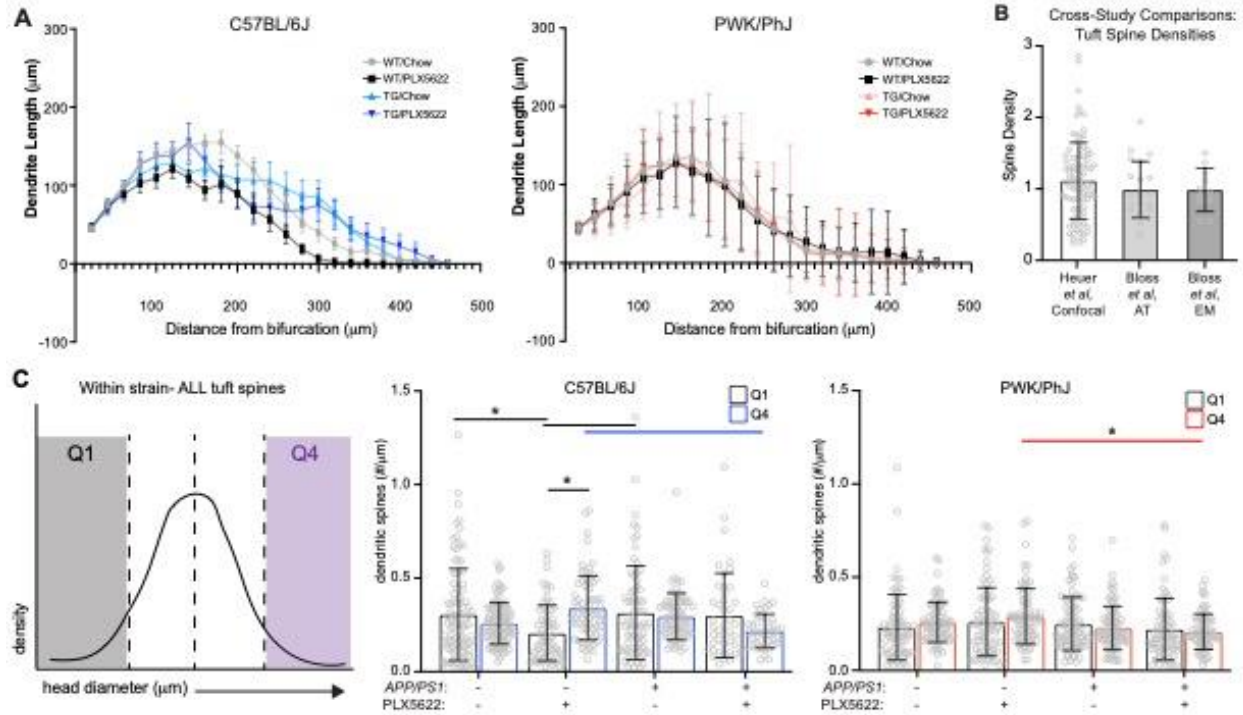 A
C57BL/6J
PWK/PhJ
Dendrite Length (μm)
300
200
100
0
-100
100
200
300
400
500
Distance from bifurcation (μm)
WT/Chow
WT/PLX5622
TG/Chow
TG/PLX5622
Dendrite Length (μm)
300
200
100
0
-100
100
200
300
400
500
Distance from bifurcation (μm)
WT/Chow
WT/PLX5622
TG/Chow
TG/PLX5622
B
Cross-Study Comparisons:
Tuft Spine Densities
Spine Density
3
2
1
0
Heuer
et al,
Confocal
Bloss
et al,
AT
Bloss
et al,
EM
C
Within strain- ALL tuft spines
Q1
Q4
density
head diameter (μm)
C57BL/6J
dendritic spines (#/μm)
1.5
1.0
0.5
0.0
Q1
Q4
*
*
APP/PS1:
- - + +
PLX5622:
- + - +
PWK/PhJ
dendritic spines (#/μm)
1.5
1.0
0.5
0.0
Q1
Q4
*
APP/PS1:
- - + +
PLX5622:
- + - +